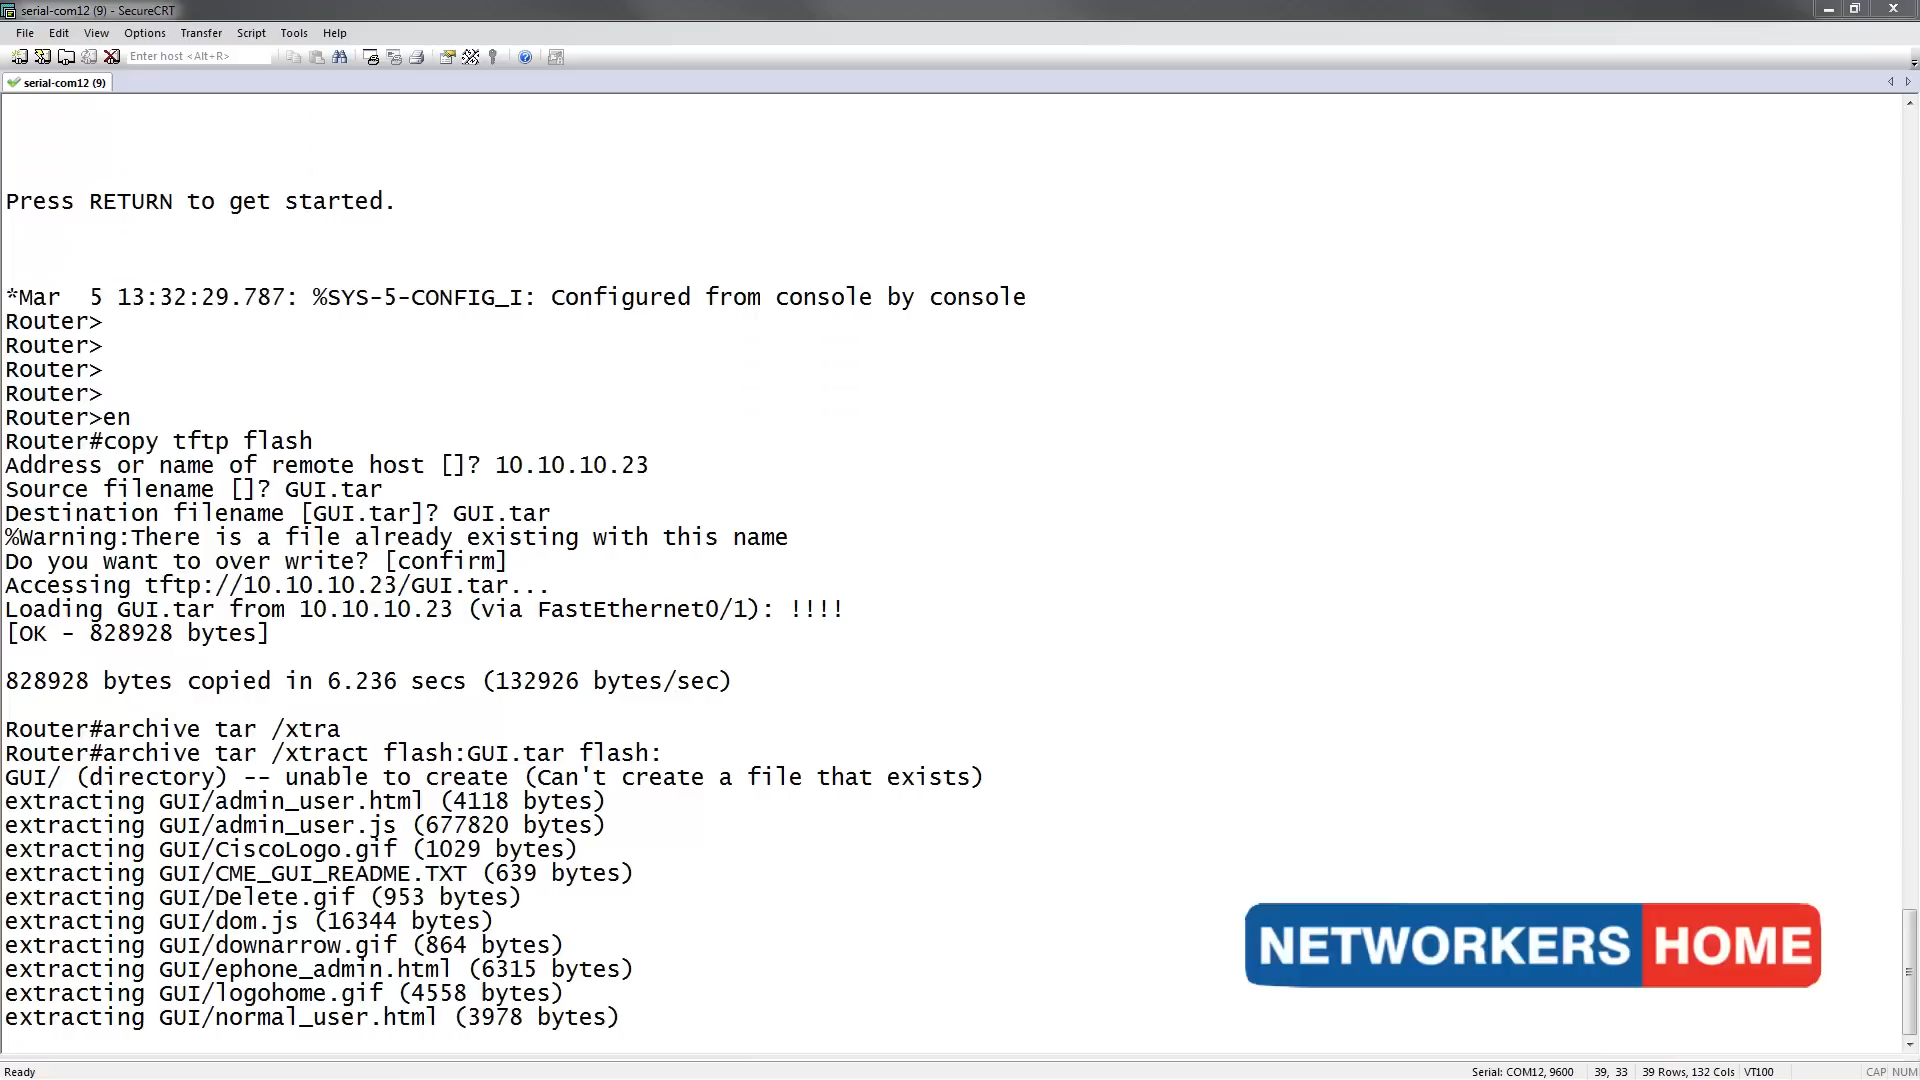 serial-com12 (9) - SecureCRT
File Edit View Options Transfer Script Tools Help
Enter host <Alt+R>
serial-com12 (9)
Press RETURN to get started.
*Mar  5 13:32:29.787: %SYS-5-CONFIG_I: Configured from console by console
Router>
Router>
Router>
Router>
Router>en
Router#copy tftp flash
Address or name of remote host []? 10.10.10.23
Source filename []? GUI.tar
Destination filename [GUI.tar]? GUI.tar
%Warning:There is a file already existing with this name
Do you want to over write? [confirm]
Accessing tftp://10.10.10.23/GUI.tar...
Loading GUI.tar from 10.10.10.23 (via FastEthernet0/1): !!!!
[OK - 828928 bytes]
828928 bytes copied in 6.236 secs (132926 bytes/sec)
Router#archive tar /xtra
Router#archive tar /xtract flash:GUI.tar flash:
GUI/ (directory) -- unable to create (Can't create a file that exists)
extracting GUI/admin_user.html (4118 bytes)
extracting GUI/admin_user.js (677820 bytes)
extracting GUI/CiscoLogo.gif (1029 bytes)
extracting GUI/CME_GUI_README.TXT (639 bytes)
extracting GUI/Delete.gif (953 bytes)
extracting GUI/dom.js (16344 bytes)
extracting GUI/downarrow.gif (864 bytes)
extracting GUI/ephone_admin.html (6315 bytes)
extracting GUI/logohome.gif (4558 bytes)
extracting GUI/normal_user.html (3978 bytes)
NETWORKERS HOME
Ready Serial: COM12, 9600 39, 33 39 Rows, 132 Cols VT100 CAP NUM